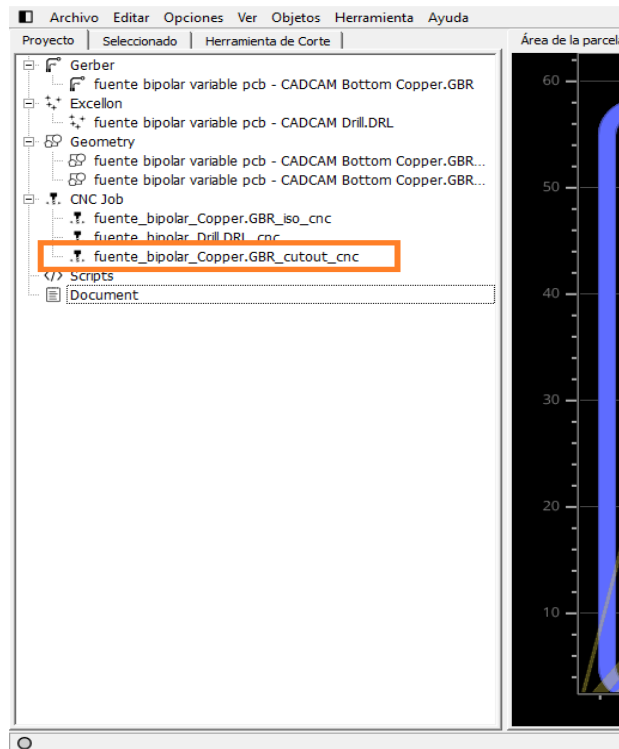 Archivo Editar Opciones Ver Objetos Herramienta Ayuda
Proyecto Seleccionado Herramienta de Corte Área de la parcela
Gerber
fuente bipolar variable pcb - CADCAM Bottom Copper.GBR
Excellon
fuente bipolar variable pcb - CADCAM Drill.DRL
Geometry
fuente bipolar variable pcb - CADCAM Bottom Copper.GBR...
fuente bipolar variable pcb - CADCAM Bottom Copper.GBR...
CNC Job
fuente_bipolar_Copper.GBR_iso_cnc
fuente_bipolar_Drill.DRL_cnc
fuente_bipolar_Copper.GBR_cutout_cnc
</> Scripts
Document
60
50
40
30
20
10